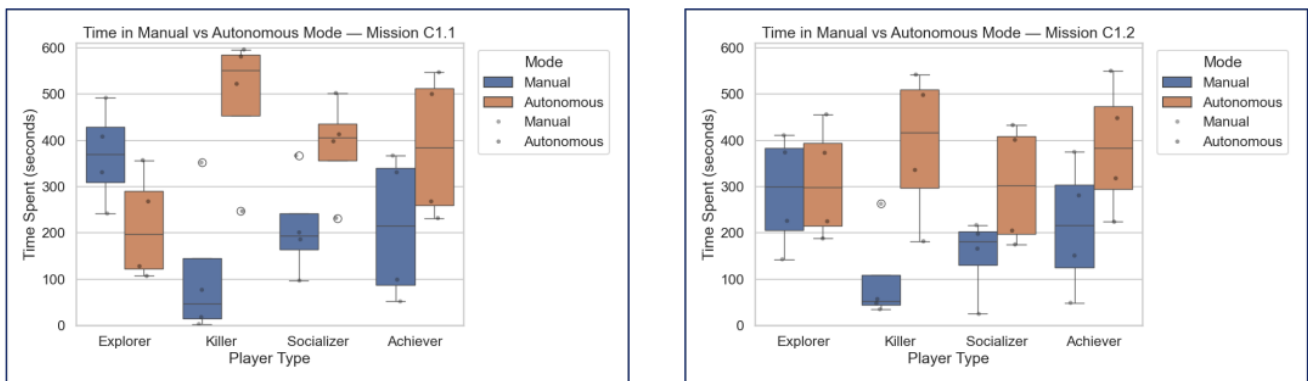 Time in Manual vs Autonomous Mode — Mission C1.1
600
500
400
300
200
100
0
Time Spent (seconds)
Explorer
Killer
Socializer
Achiever
Player Type
Mode
Manual
Autonomous
Manual
Autonomous
Time in Manual vs Autonomous Mode — Mission C1.2
600
500
400
300
200
100
0
Time Spent (seconds)
Explorer
Killer
Socializer
Achiever
Player Type
Mode
Manual
Autonomous
Manual
Autonomous